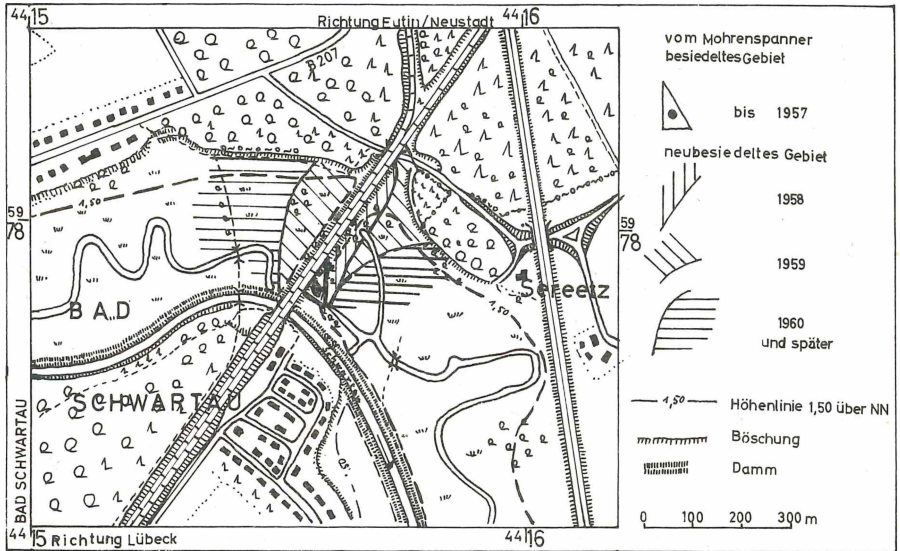 44 15
Richtung Eutin/Neustadt
44 16
B 207
1,50
59
78
59
78
BAD
SCHWARTAU
Sereetz
1,50
BAD SCHWARTAU
44 15
Richtung Lübeck
44 16
vom Mohrenspanner
besiedeltes Gebiet
bis 1957
neubesiedeltes Gebiet
1958
1959
1960
und später
1,50 Höhenlinie 1,50 über NN
Böschung
Damm
0 100 200 300 m